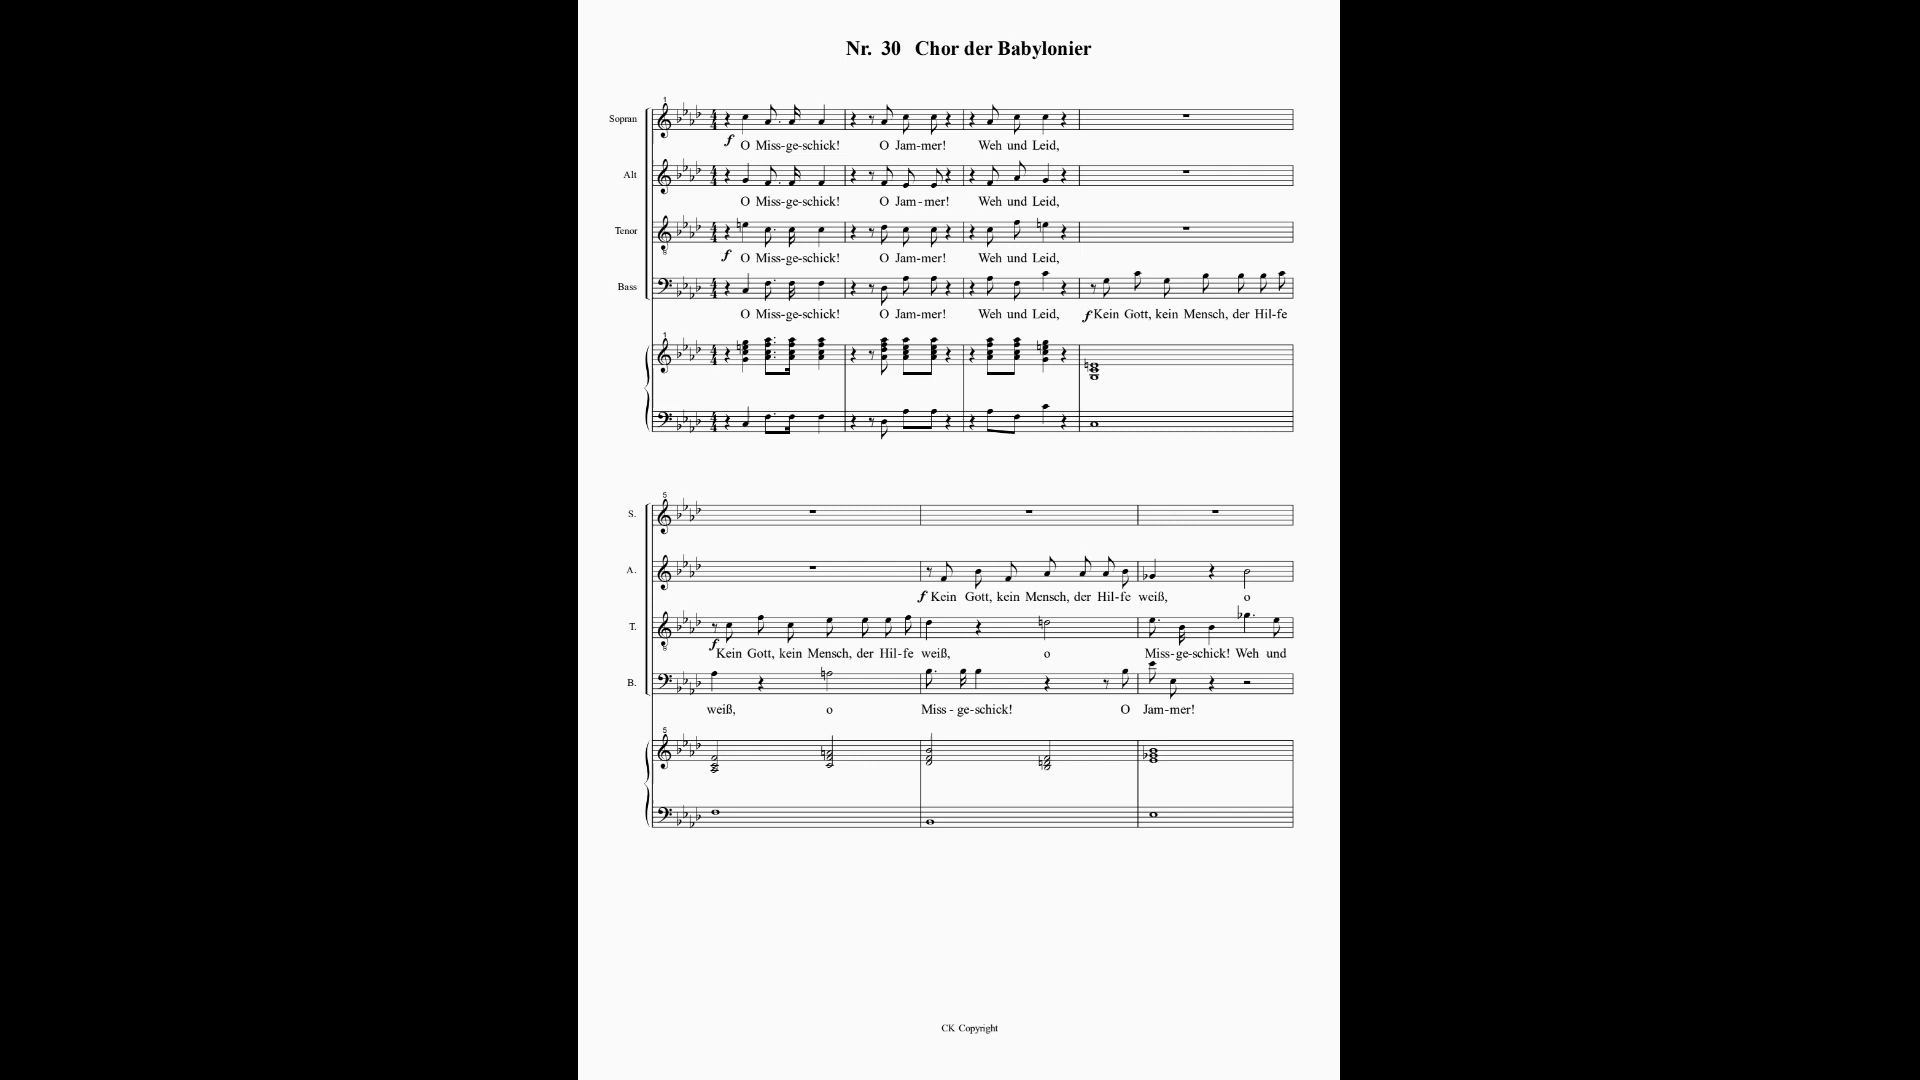 Nr. 30 Chor der Babylonier
1
Sopran
f O Miss-ge-schick! O Jam-mer! Weh und Leid,
Alt
O Miss-ge-schick! O Jam-mer! Weh und Leid,
Tenor
f O Miss-ge-schick! O Jam-mer! Weh und Leid,
Bass
O Miss-ge-schick! O Jam-mer! Weh und Leid, f Kein Gott, kein Mensch, der Hil-fe
1
5
S.
A.
f Kein Gott, kein Mensch, der Hil-fe weiß, o
T.
f Kein Gott, kein Mensch, der Hil-fe weiß, o Miss-ge-schick! Weh und
B.
weiß, o Miss - ge-schick! O Jam-mer!
5
CK Copyright